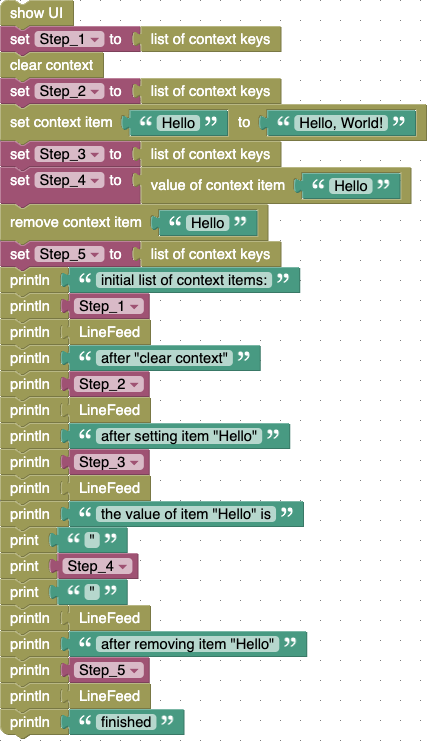 show UI
set Step_1 to list of context keys
clear context
set Step_2 to list of context keys
set context item “ Hello ” to “ Hello, World! ”
set Step_3 to list of context keys
set Step_4 to value of context item “ Hello ”
remove context item “ Hello ”
set Step_5 to list of context keys
println “ initial list of context items: ”
println Step_1
println LineFeed
println “ after "clear context" ”
println Step_2
println LineFeed
println “ after setting item "Hello" ”
println Step_3
println LineFeed
println “ the value of item "Hello" is ”
print “ " ”
print Step_4
print “ " ”
println LineFeed
println “ after removing item "Hello" ”
println Step_5
println LineFeed
println “ finished ”